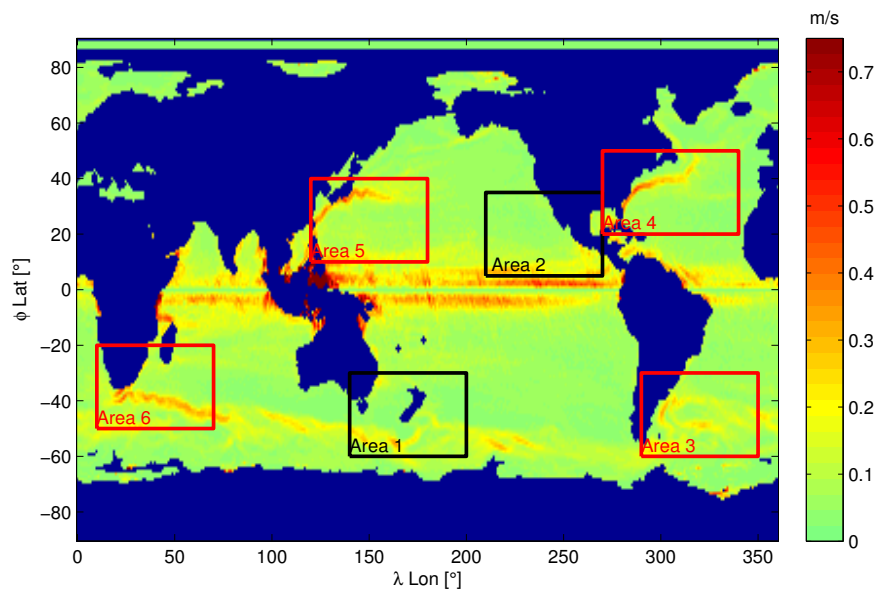 m/s
80
60
40
20
0
−20
−40
−60
−80
φ Lat [°]
0
50
100
150
200
250
300
350
λ Lon [°]
0.7
0.6
0.5
0.4
0.3
0.2
0.1
0
Area 4
Area 5
Area 2
Area 6
Area 1
Area 3